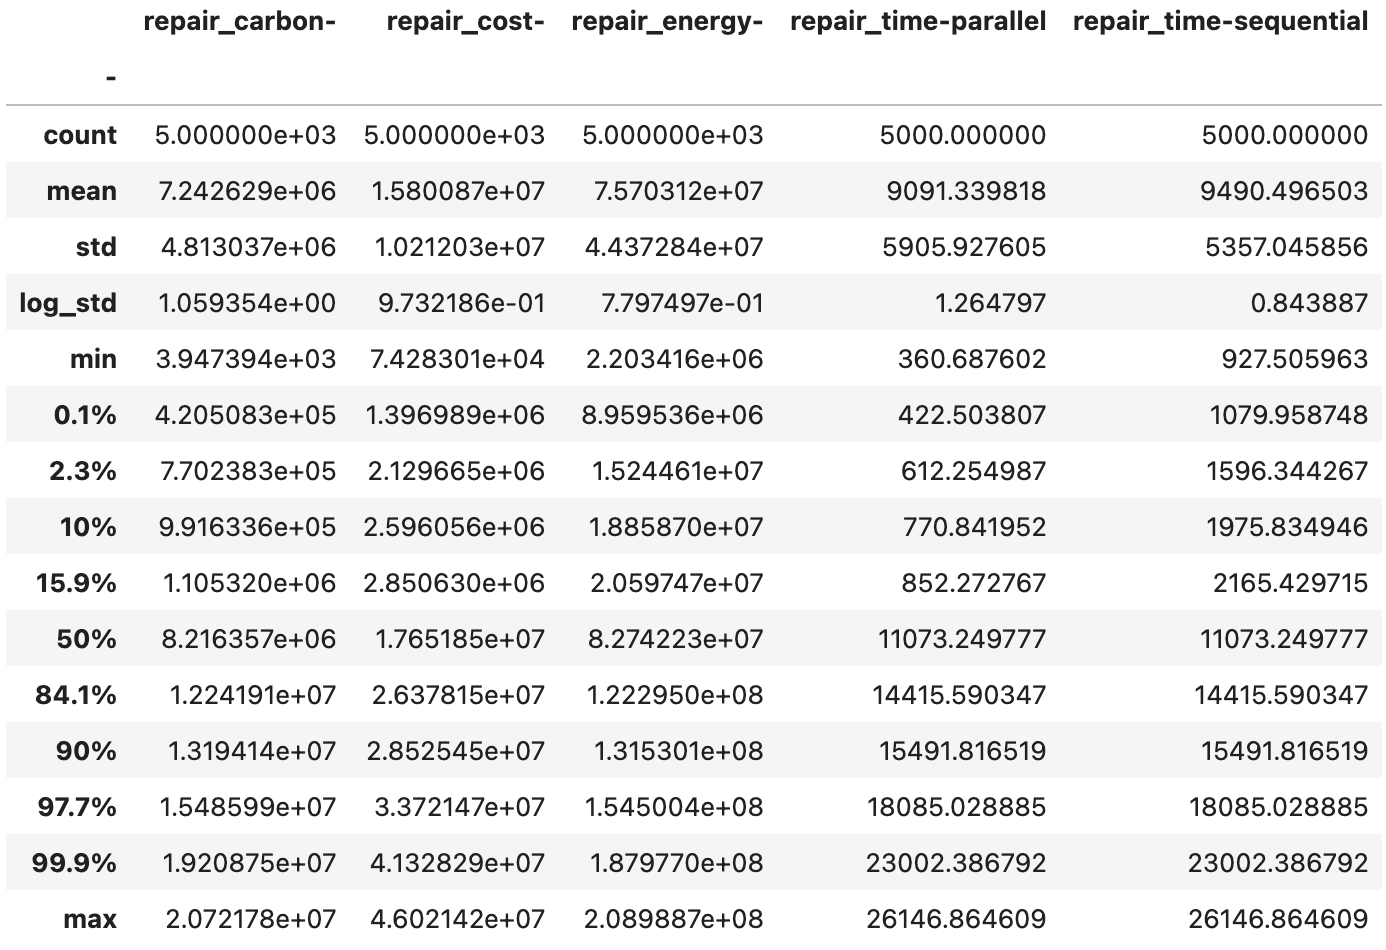 repair_carbon- repair_cost- repair_energy- repair_time-parallel repair_time-sequential
-
count 5.000000e+03 5.000000e+03 5.000000e+03 5000.000000 5000.000000
mean 7.242629e+06 1.580087e+07 7.570312e+07 9091.339818 9490.496503
std 4.813037e+06 1.021203e+07 4.437284e+07 5905.927605 5357.045856
log_std 1.059354e+00 9.732186e-01 7.797497e-01 1.264797 0.843887
min 3.947394e+03 7.428301e+04 2.203416e+06 360.687602 927.505963
0.1% 4.205083e+05 1.396989e+06 8.959536e+06 422.503807 1079.958748
2.3% 7.702383e+05 2.129665e+06 1.524461e+07 612.254987 1596.344267
10% 9.916336e+05 2.596056e+06 1.885870e+07 770.841952 1975.834946
15.9% 1.105320e+06 2.850630e+06 2.059747e+07 852.272767 2165.429715
50% 8.216357e+06 1.765185e+07 8.274223e+07 11073.249777 11073.249777
84.1% 1.224191e+07 2.637815e+07 1.222950e+08 14415.590347 14415.590347
90% 1.319414e+07 2.852545e+07 1.315301e+08 15491.816519 15491.816519
97.7% 1.548599e+07 3.372147e+07 1.545004e+08 18085.028885 18085.028885
99.9% 1.920875e+07 4.132829e+07 1.879770e+08 23002.386792 23002.386792
max 2.072178e+07 4.602142e+07 2.089887e+08 26146.864609 26146.864609